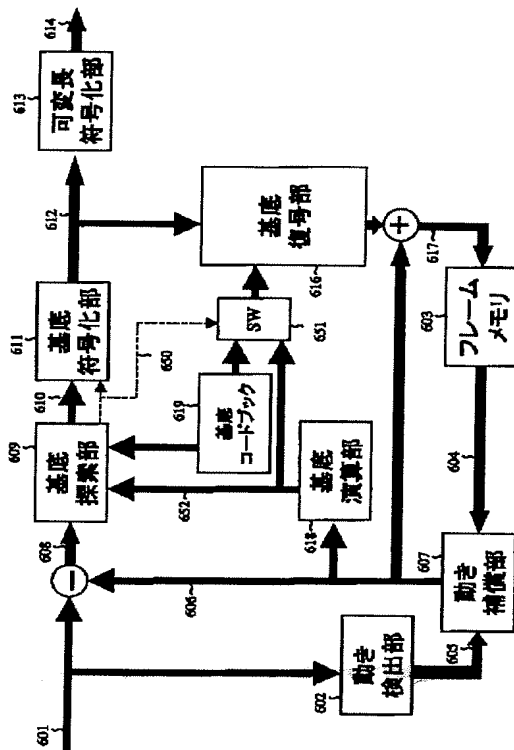 614
613
可変長
符号化部
612
611
基底
符号化部
610
609
基底
探索部
608
−
601
650
SW
651
619
基底
コードブック
652
618
基底
演算部
606
基底
復号部
616
+
617
603
フレーム
メモリ
604
607
動き
補償部
605
602
動き
検出部